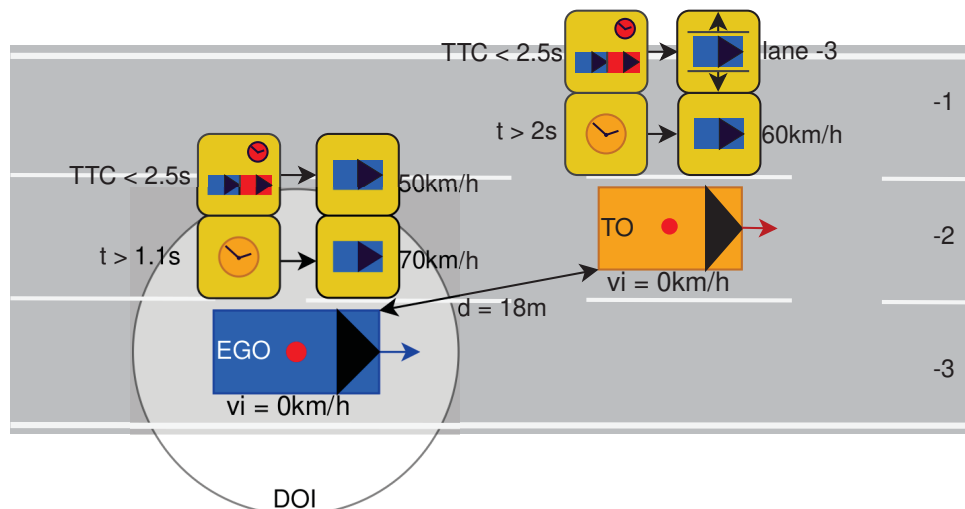 TTC < 2.5s
lane -3
-1
t > 2s
60km/h
TTC < 2.5s
50km/h
TO
-2
t > 1.1s
70km/h
vi = 0km/h
d = 18m
EGO
-3
vi = 0km/h
DOI